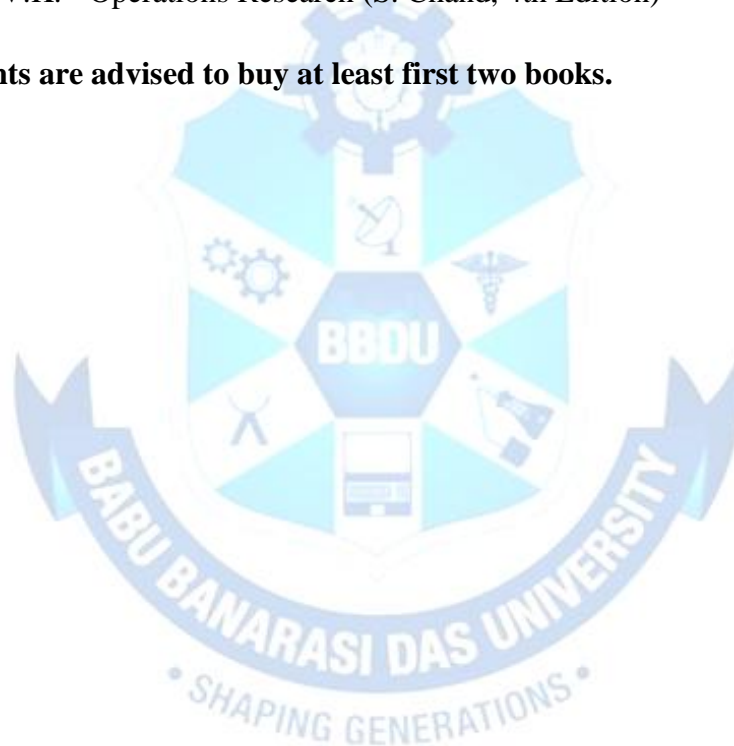 V.K. - Operations Research (S. Chand, 4th Edition)
nts are advised to buy at least first two books.
BBDU
BABU BANARASI DAS UNIVERSITY
• SHAPING GENERATIONS •